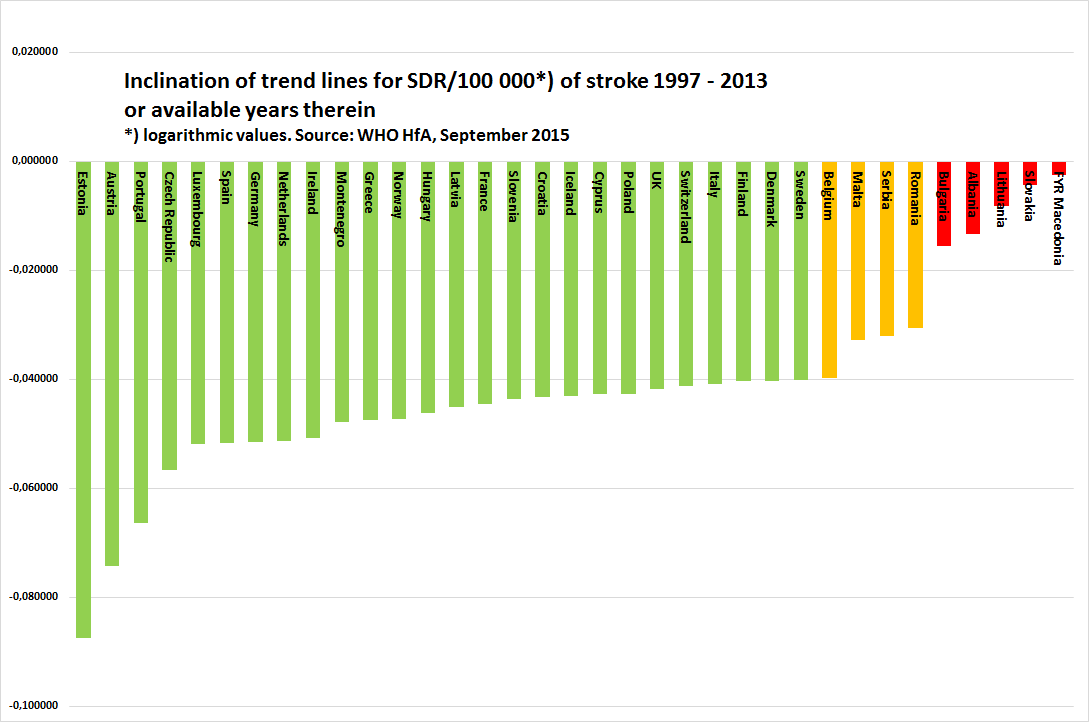 0,020000
Inclination of trend lines for SDR/100 000*) of stroke 1997 - 2013
or available years therein
*) logarithmic values. Source: WHO HfA, September 2015
0,000000
Estonia
Austria
Portugal
Czech Republic
Luxembourg
Spain
Germany
Netherlands
Ireland
Montenegro
Greece
Norway
Hungary
Latvia
France
Slovenia
Croatia
Iceland
Cyprus
Poland
UK
Switzerland
Italy
Finland
Denmark
Sweden
Belgium
Malta
Serbia
Romania
Bulgaria
Albania
Lithuania
Slovakia
FYR Macedonia
-0,020000
-0,040000
-0,060000
-0,080000
-0,100000